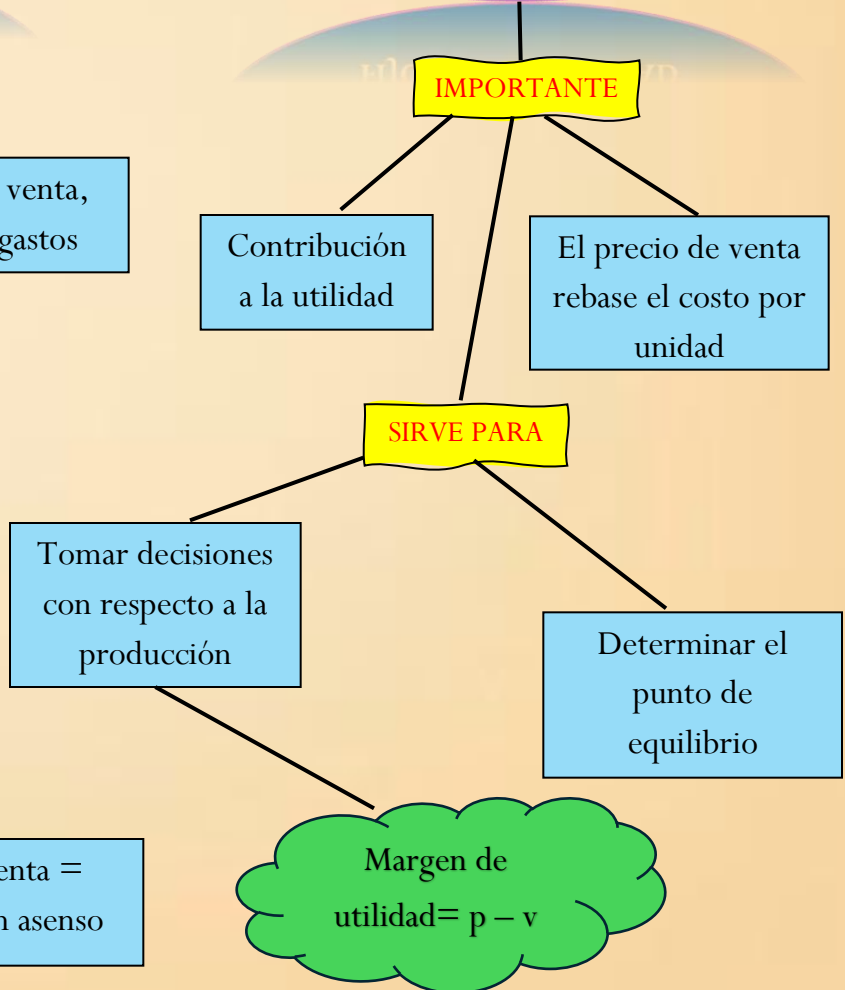 IMPORTANTE
venta,
gastos
Contribución
a la utilidad
El precio de venta
rebase el costo por
unidad
SIRVE PARA
Tomar decisiones
con respecto a la
producción
Determinar el
punto de
equilibrio
Margen de
utilidad= p – v
enta =
n asenso